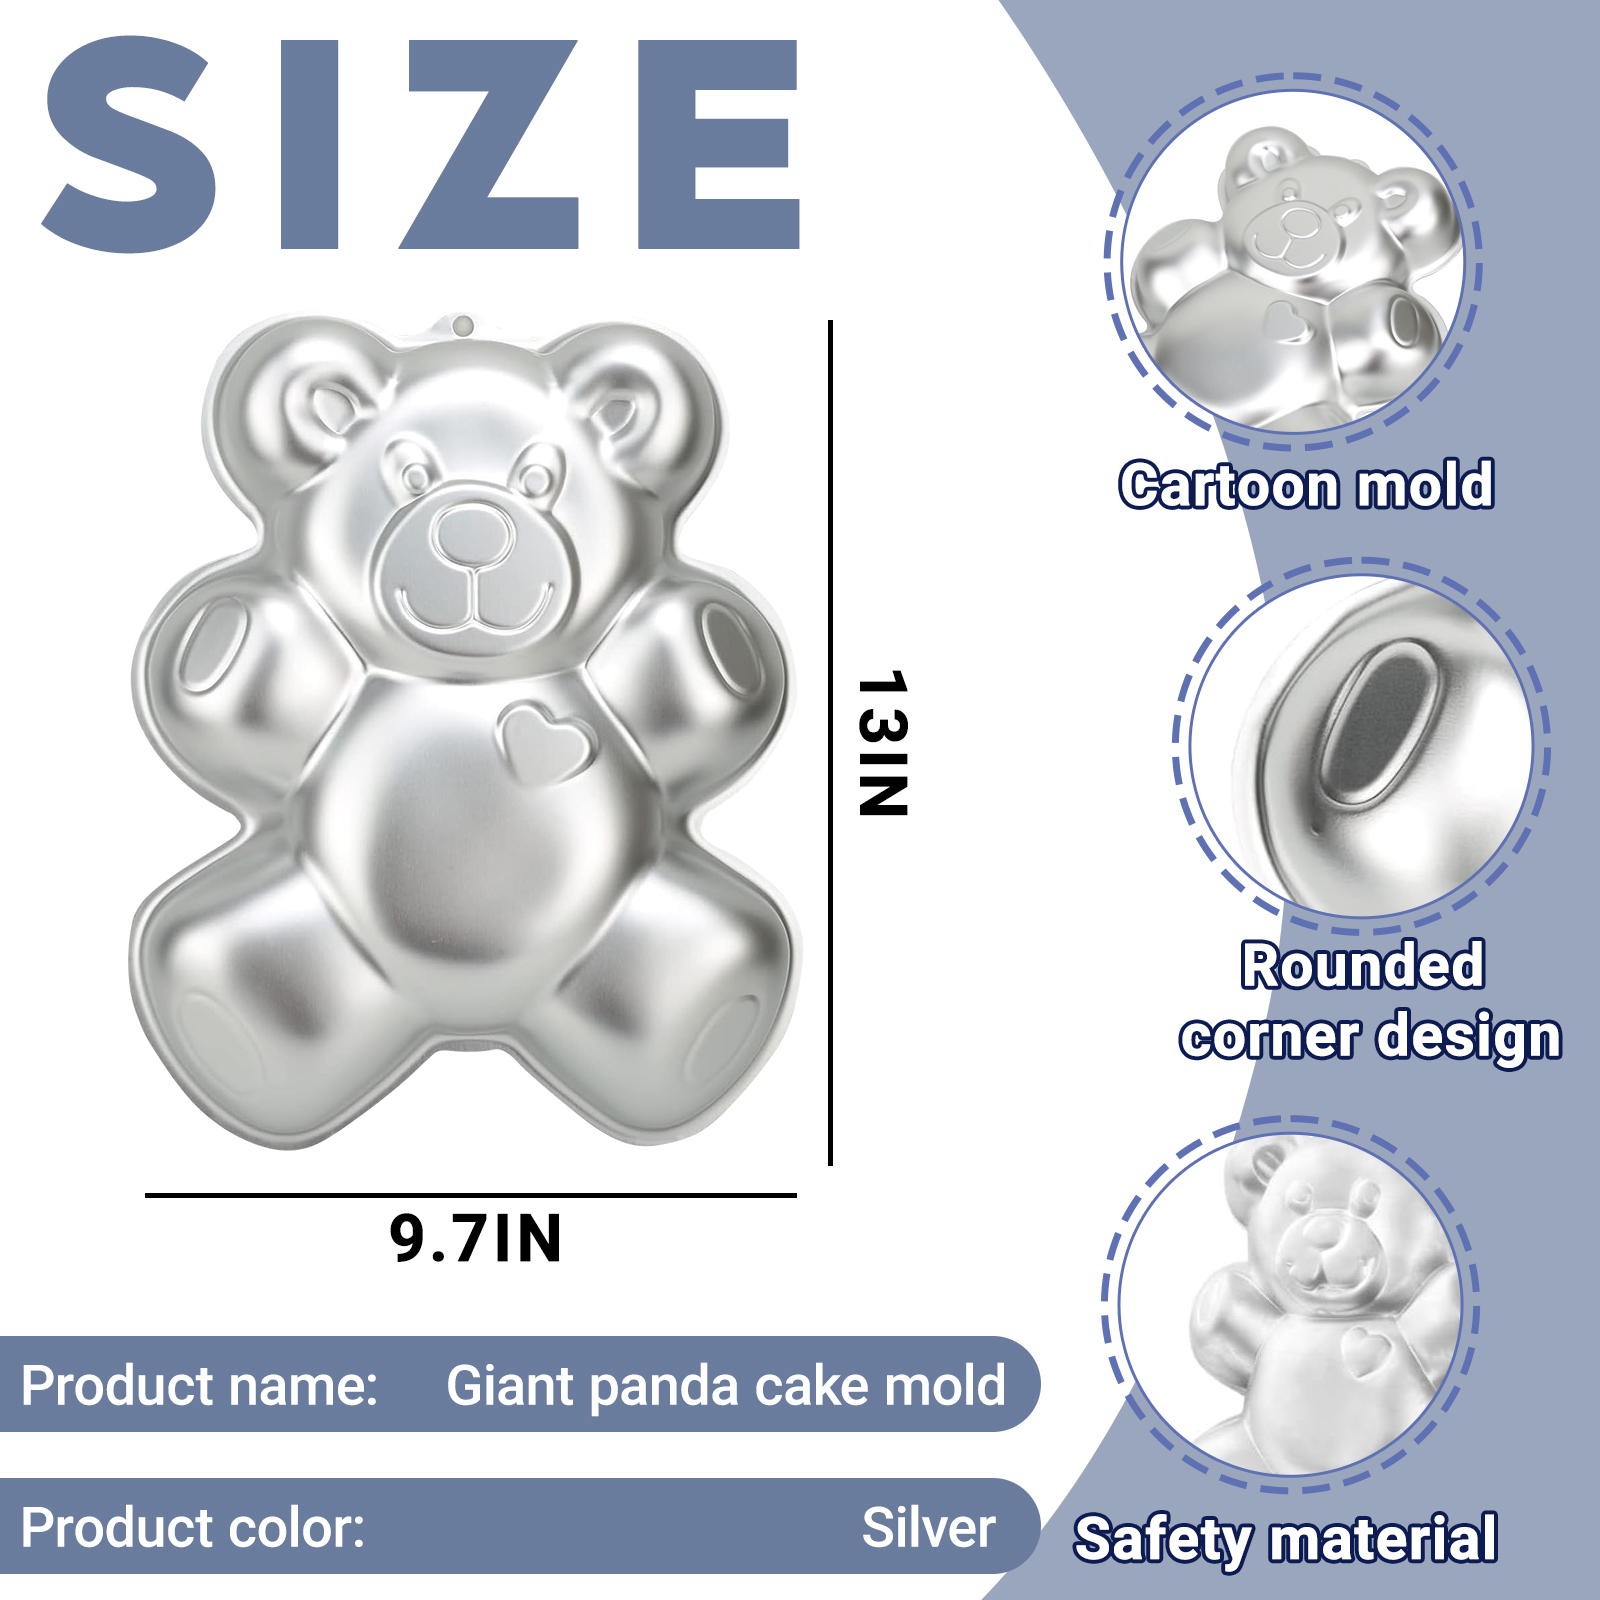 SIZE
13IN
9.7IN
Product name: Giant panda cake mold
Product color: Silver
Cartoon mold
Rounded
corner design
Safety material